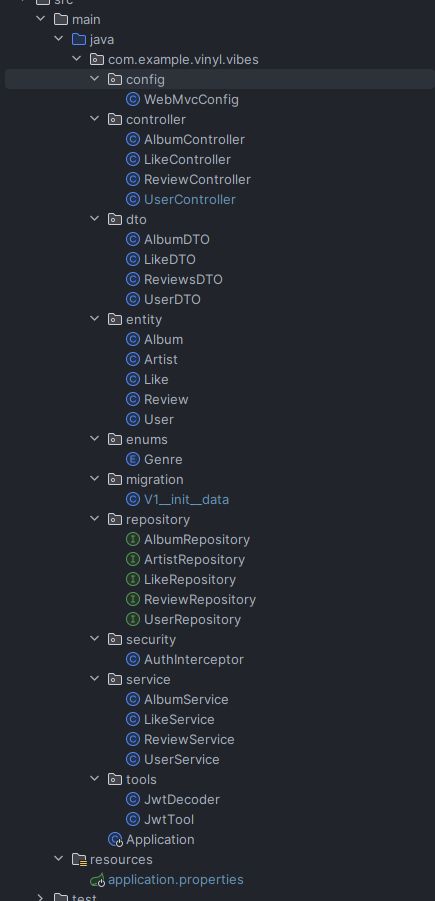 src
main
java
com.example.vinyl.vibes
config
WebMvcConfig
controller
AlbumController
LikeController
ReviewController
UserController
dto
AlbumDTO
LikeDTO
ReviewsDTO
UserDTO
entity
Album
Artist
Like
Review
User
enums
Genre
migration
V1__init__data
repository
AlbumRepository
ArtistRepository
LikeRepository
ReviewRepository
UserRepository
security
AuthInterceptor
service
AlbumService
LikeService
ReviewService
UserService
tools
JwtDecoder
JwtTool
Application
resources
application.properties
test